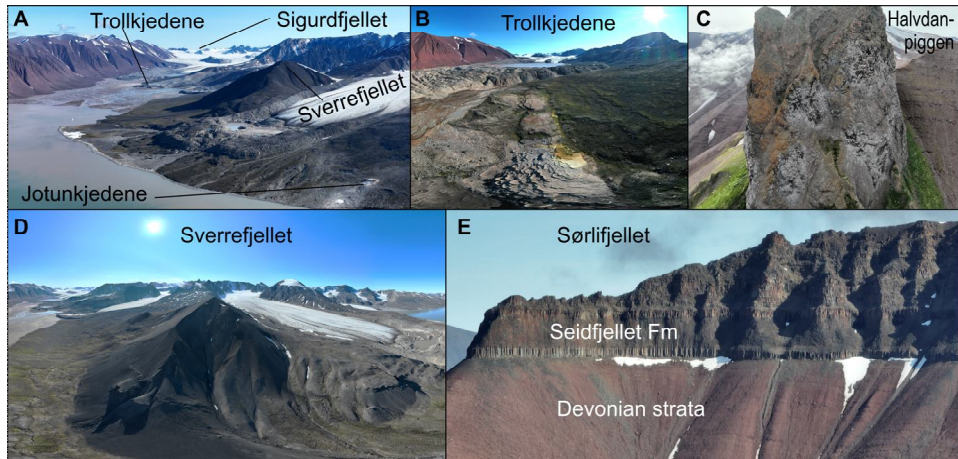 A
Trollkjedene
Sigurdfjellet
Sverrefjellet
Jotunkjedene
B
Trollkjedene
C
Halvdan-
piggen
D
Sverrefjellet
E
Sørlifjellet
Seidfjellet Fm
Devonian strata